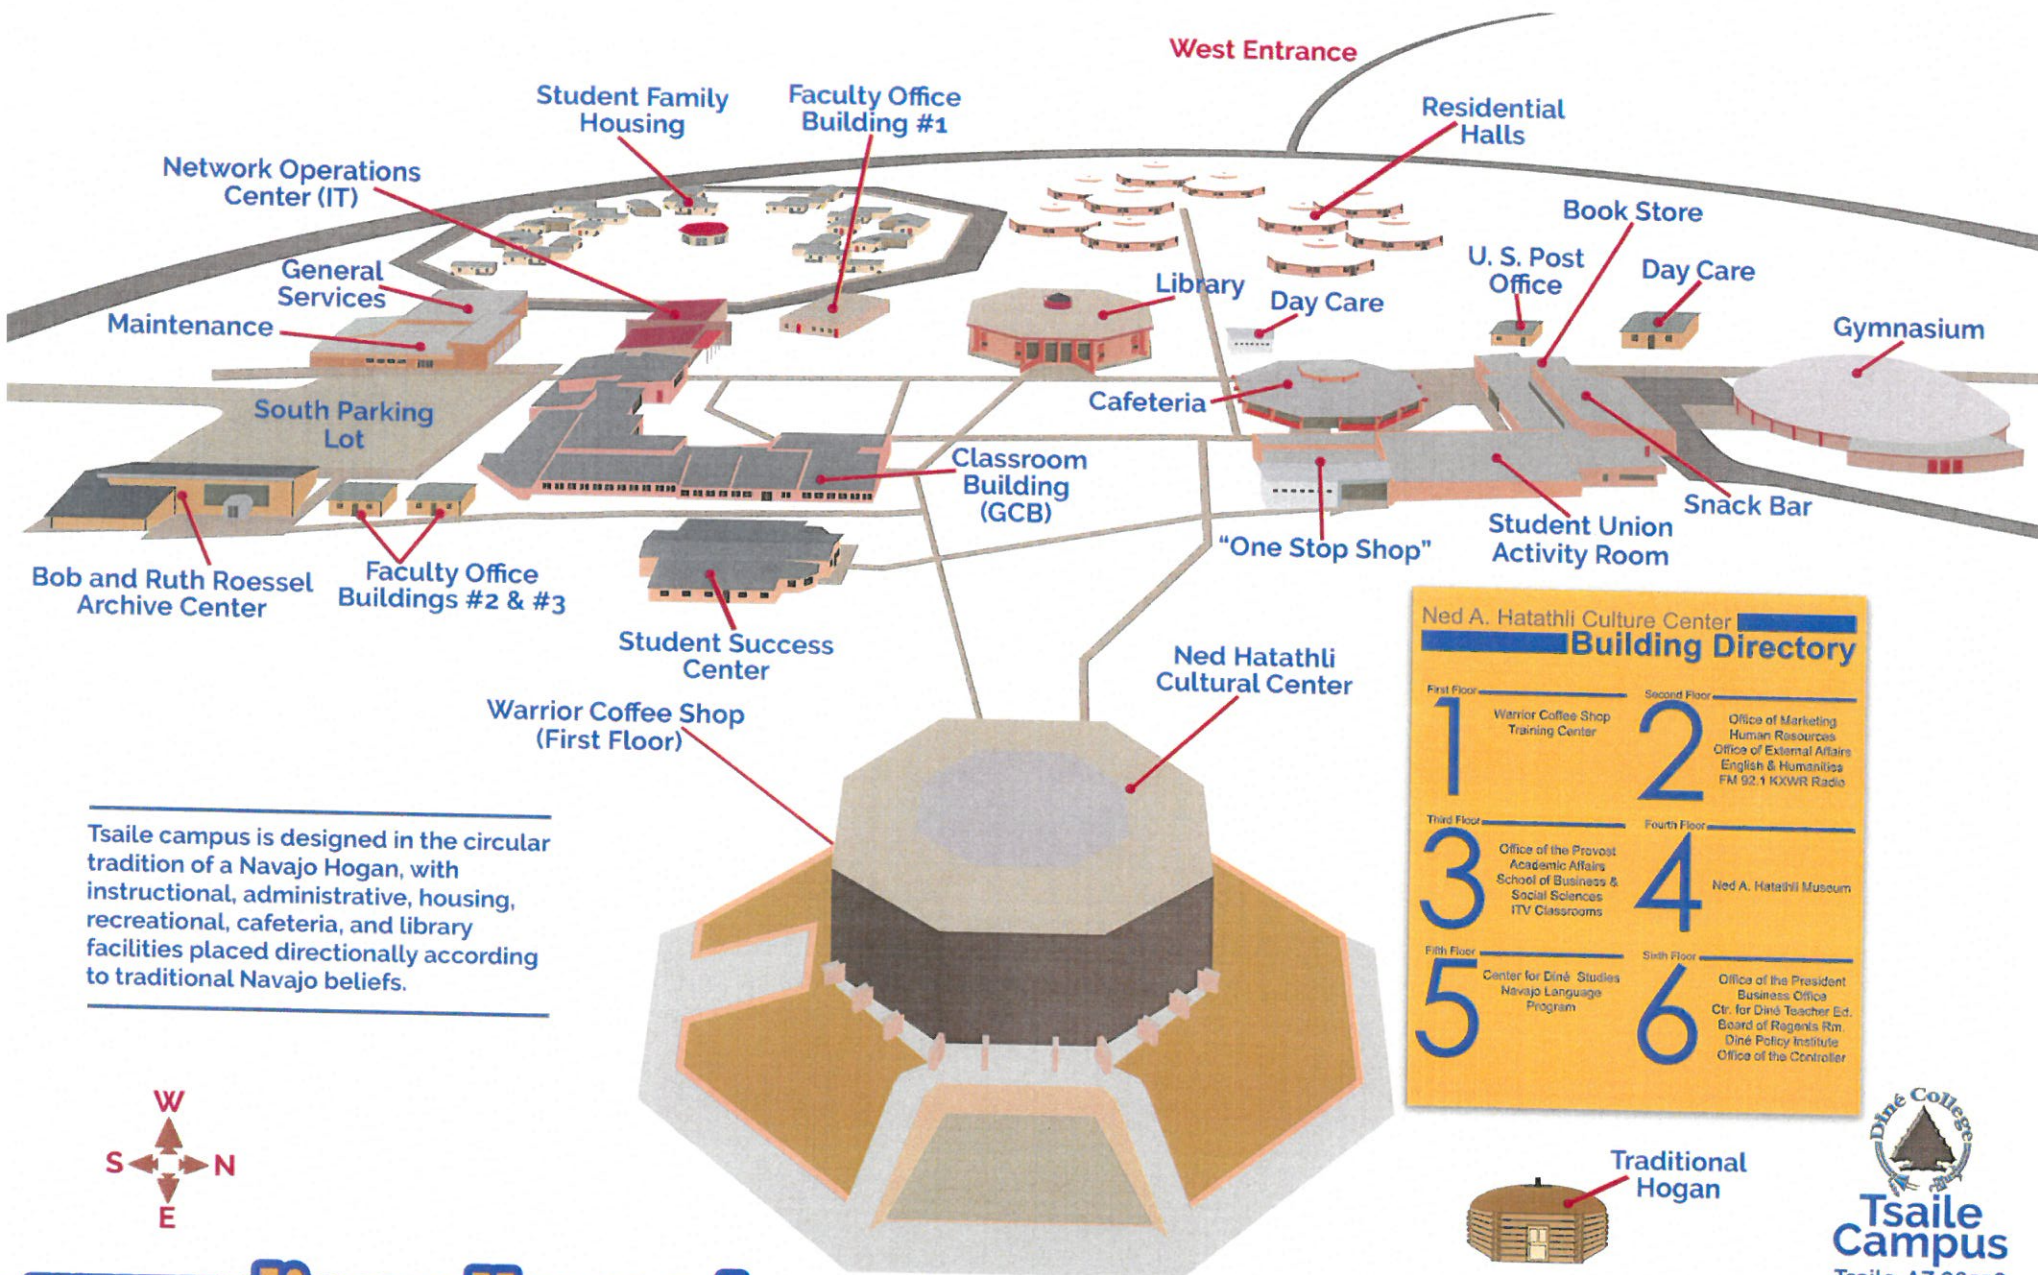 West Entrance
Student Family
Housing
Faculty Office
Building #1
Residential
Halls
Network Operations
Center (IT)
Book Store
U. S. Post
Office
Day Care
General
Services
Library
Day Care
Maintenance
Gymnasium
Cafeteria
South Parking
Lot
Classroom
Building
(GCB)
Snack Bar
Student Union
Activity Room
"One Stop Shop"
Bob and Ruth Roessel
Archive Center
Faculty Office
Buildings #2 & #3
Student Success
Center
Ned Hatathli
Cultural Center
Warrior Coffee Shop
(First Floor)
Ned A. Hatathli Culture Center
Building Directory
First Floor
1
Warrior Coffee Shop
Training Center
Second Floor
2
Office of Marketing
Human Resources
Office of External Affairs
English & Humanities
FM 92.1 KXWR Radio
Third Floor
3
Office of the Provost
Academic Affairs
School of Business &
Social Sciences
ITV Classrooms
Fourth Floor
4
Ned A. Hatathli Museum
Fifth Floor
5
Center for Diné Studies
Navajo Language
Program
Sixth Floor
6
Office of the President
Business Office
Ctr. for Diné Teacher Ed.
Board of Regents Rm.
Diné Policy Institute
Office of the Controller
Tsaile campus is designed in the circular
tradition of a Navajo Hogan, with
instructional, administrative, housing,
recreational, cafeteria, and library
facilities placed directionally according
to traditional Navajo beliefs.
W
S N
E
Traditional
Hogan
Diné College
Tsaile
Campus